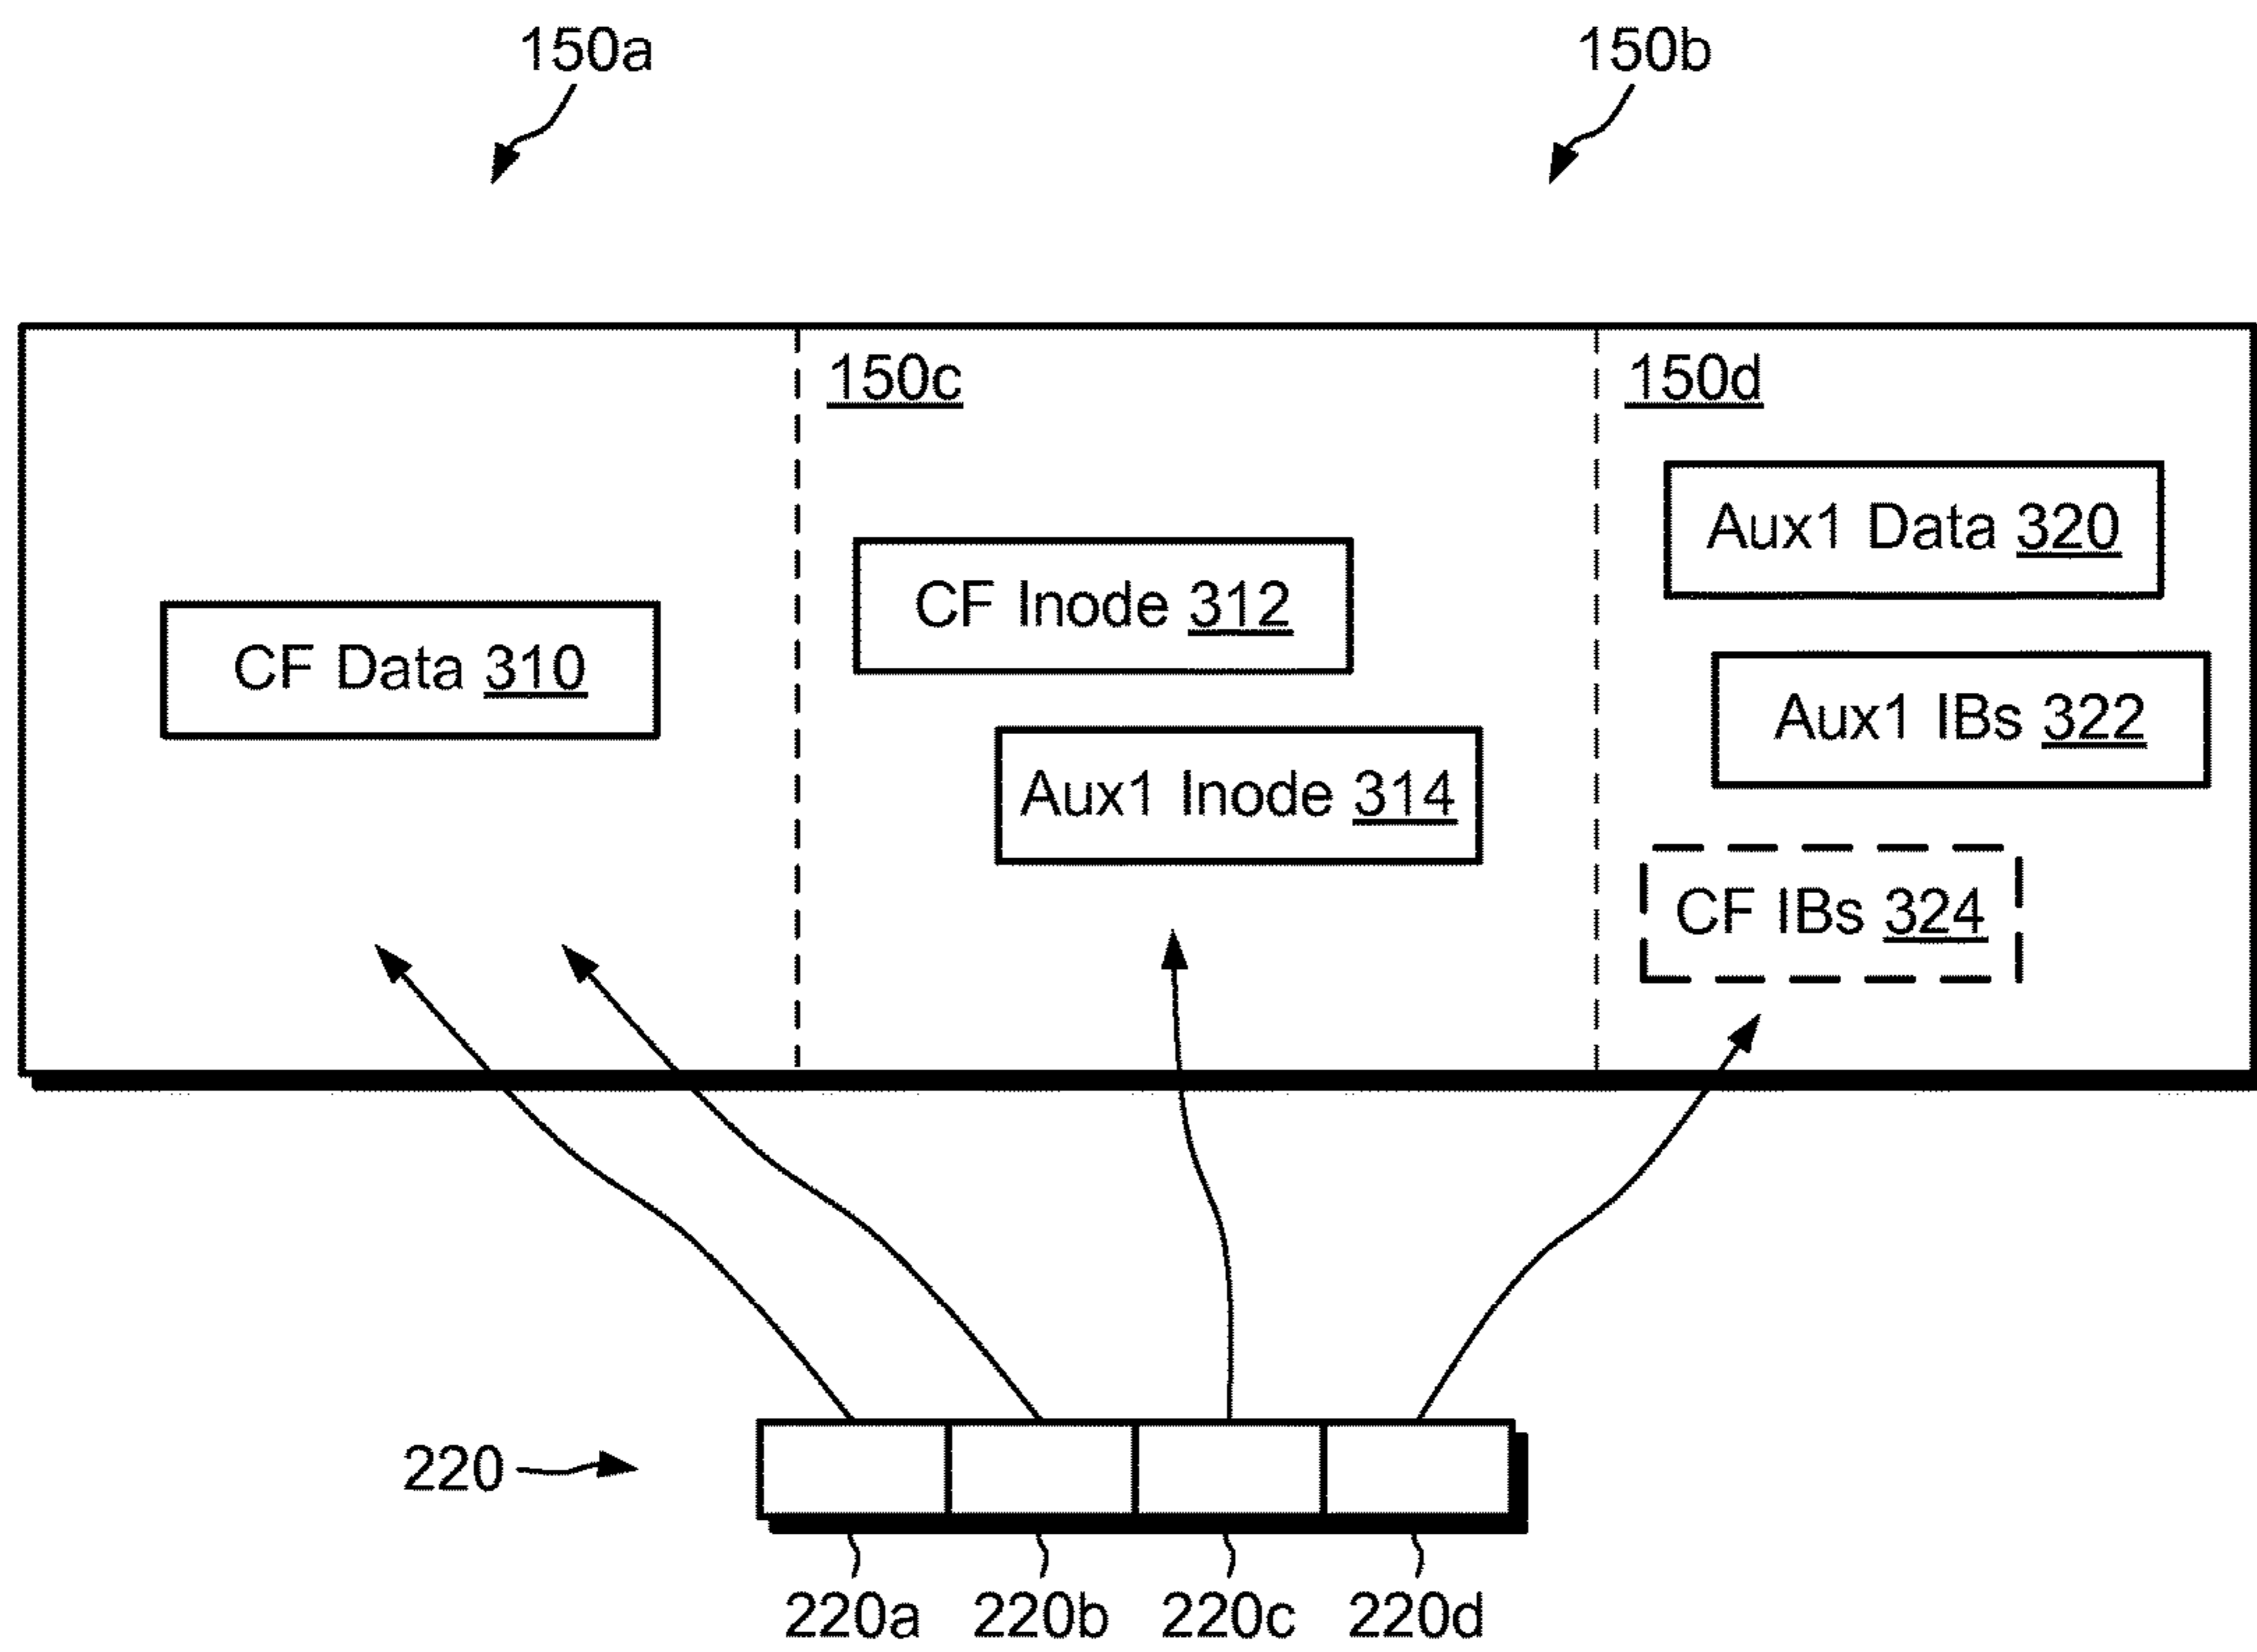 150a
150b
150c
150d
Aux1 Data 320
CF Inode 312
CF Data 310
Aux1 IBs 322
Aux1 Inode 314
CF IBs 324
220
220a 220b 220c 220d